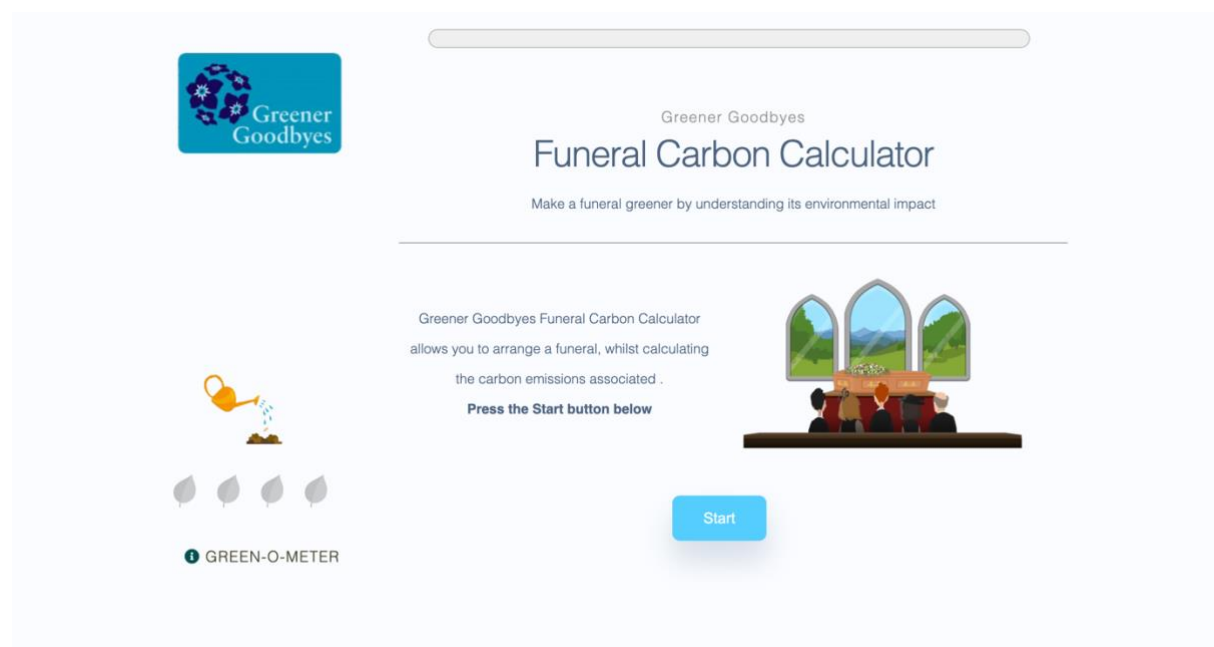 Greener
Goodbyes
Greener Goodbyes
Funeral Carbon Calculator
Make a funeral greener by understanding its environmental impact
Greener Goodbyes Funeral Carbon Calculator
allows you to arrange a funeral, whilst calculating
the carbon emissions associated .
Press the Start button below
Start
GREEN-O-METER